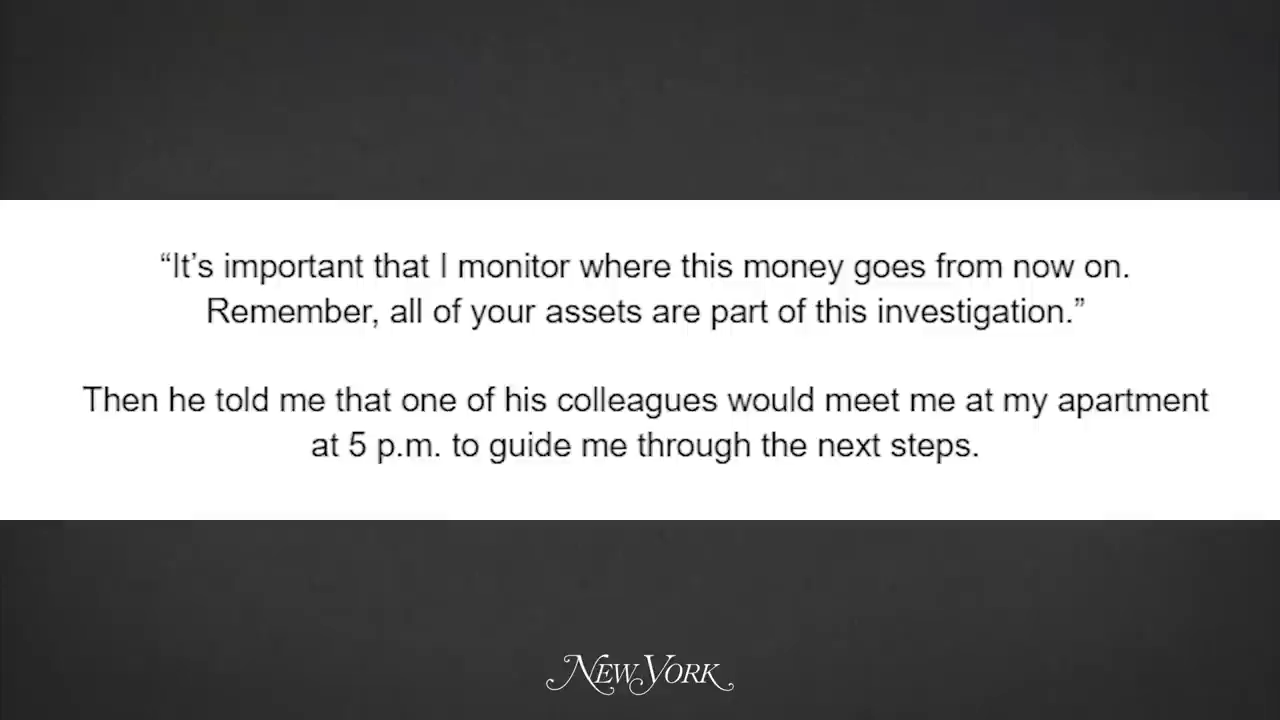 “It’s important that I monitor where this money goes from now on.
Remember, all of your assets are part of this investigation.”
Then he told me that one of his colleagues would meet me at my apartment
at 5 p.m. to guide me through the next steps.
NEW YORK